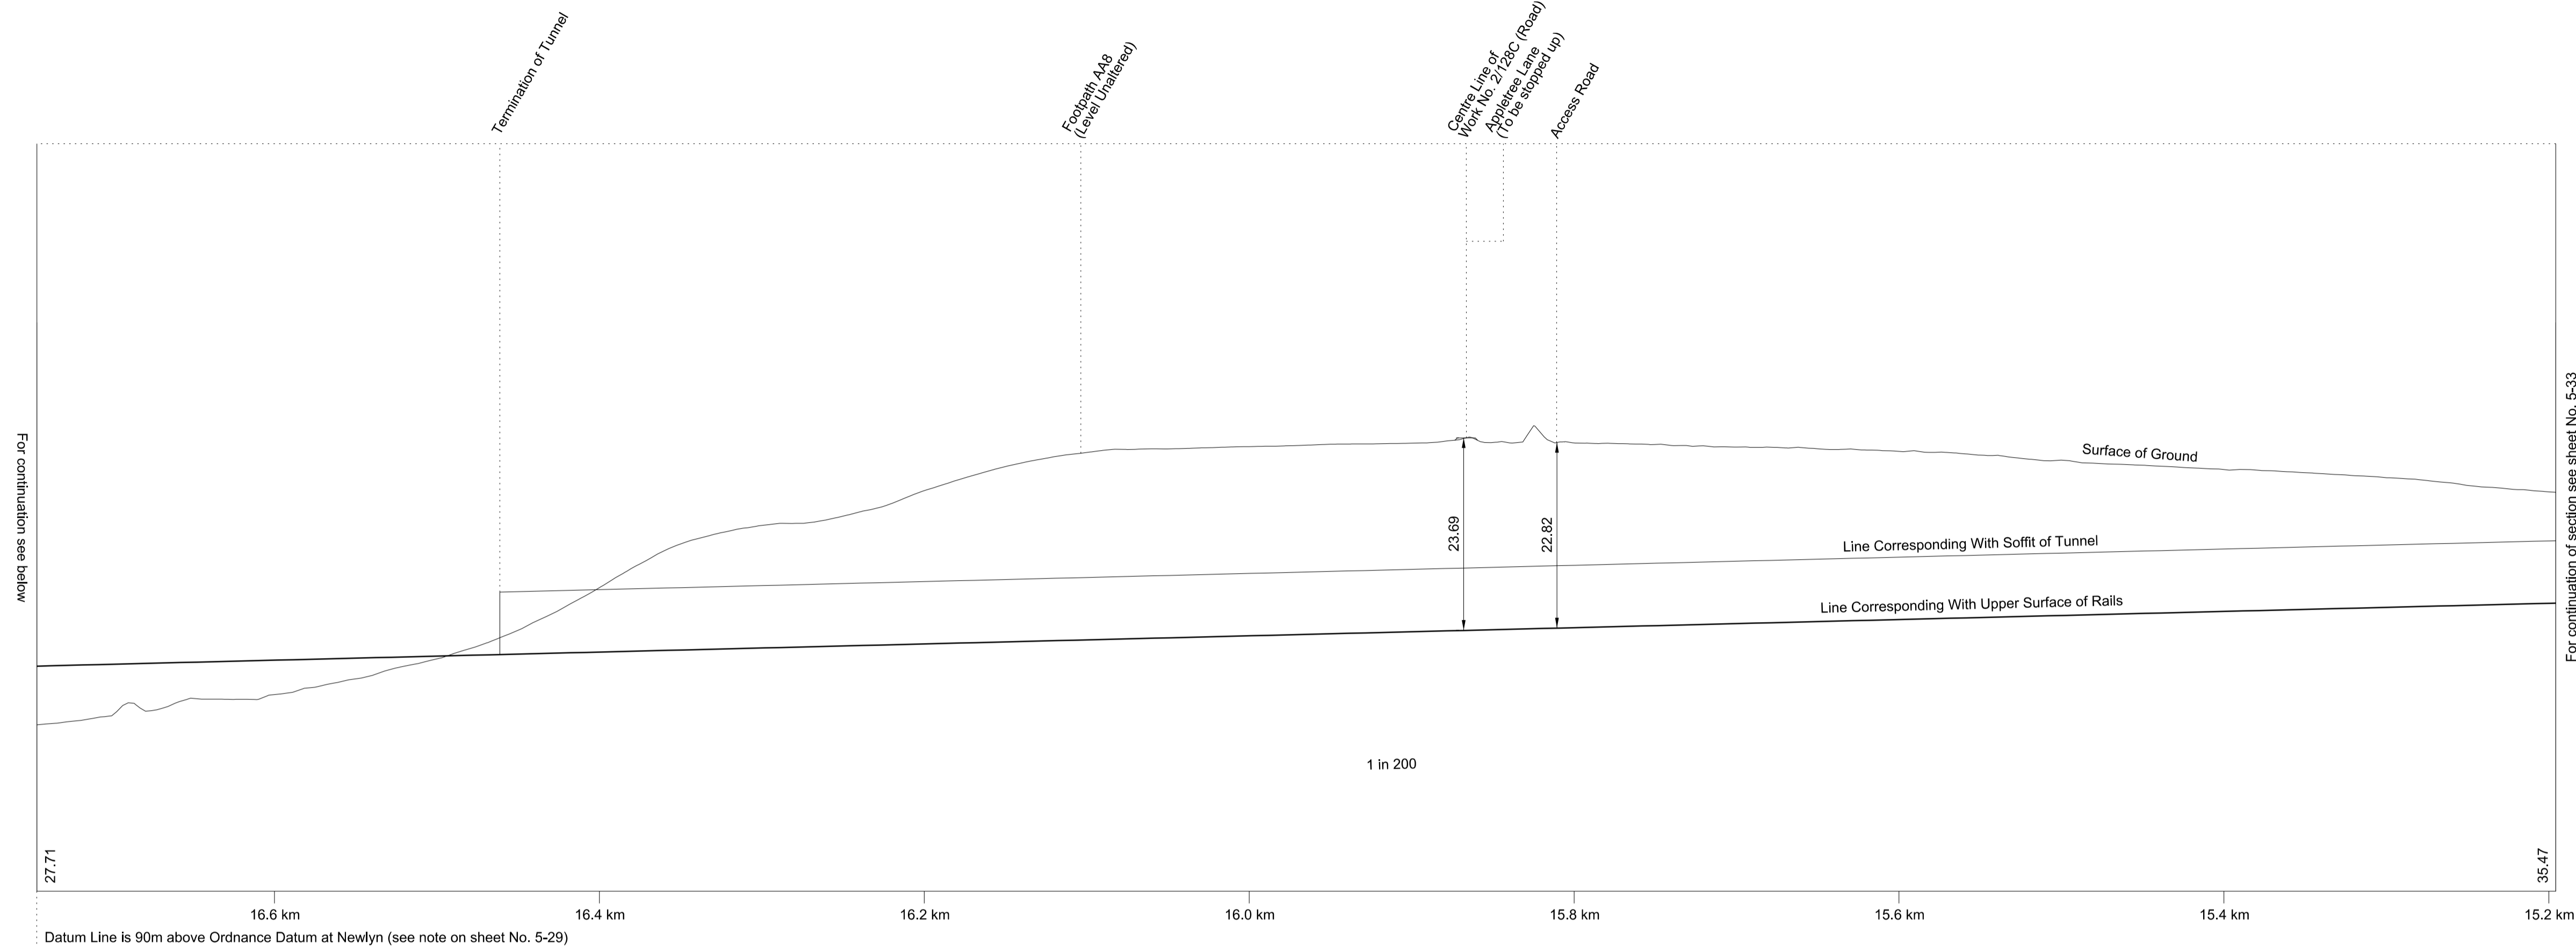 Termination of Tunnel
Footpath AA8
(Level Unaltered)
Centre Line of
Work No. 2/128C (Road)
Appletree Lane
(To be stopped up)
Access Road
For continuation see below
For continuation of section see sheet No. 5-33
Surface of Ground
23.69
22.82
Line Corresponding With Soffit of Tunnel
Line Corresponding With Upper Surface of Rails
1 in 200
27.71
35.47
16.6 km
16.4 km
16.2 km
16.0 km
15.8 km
15.6 km
15.4 km
15.2 km
Datum Line is 90m above Ordnance Datum at Newlyn (see note on sheet No. 5-29)